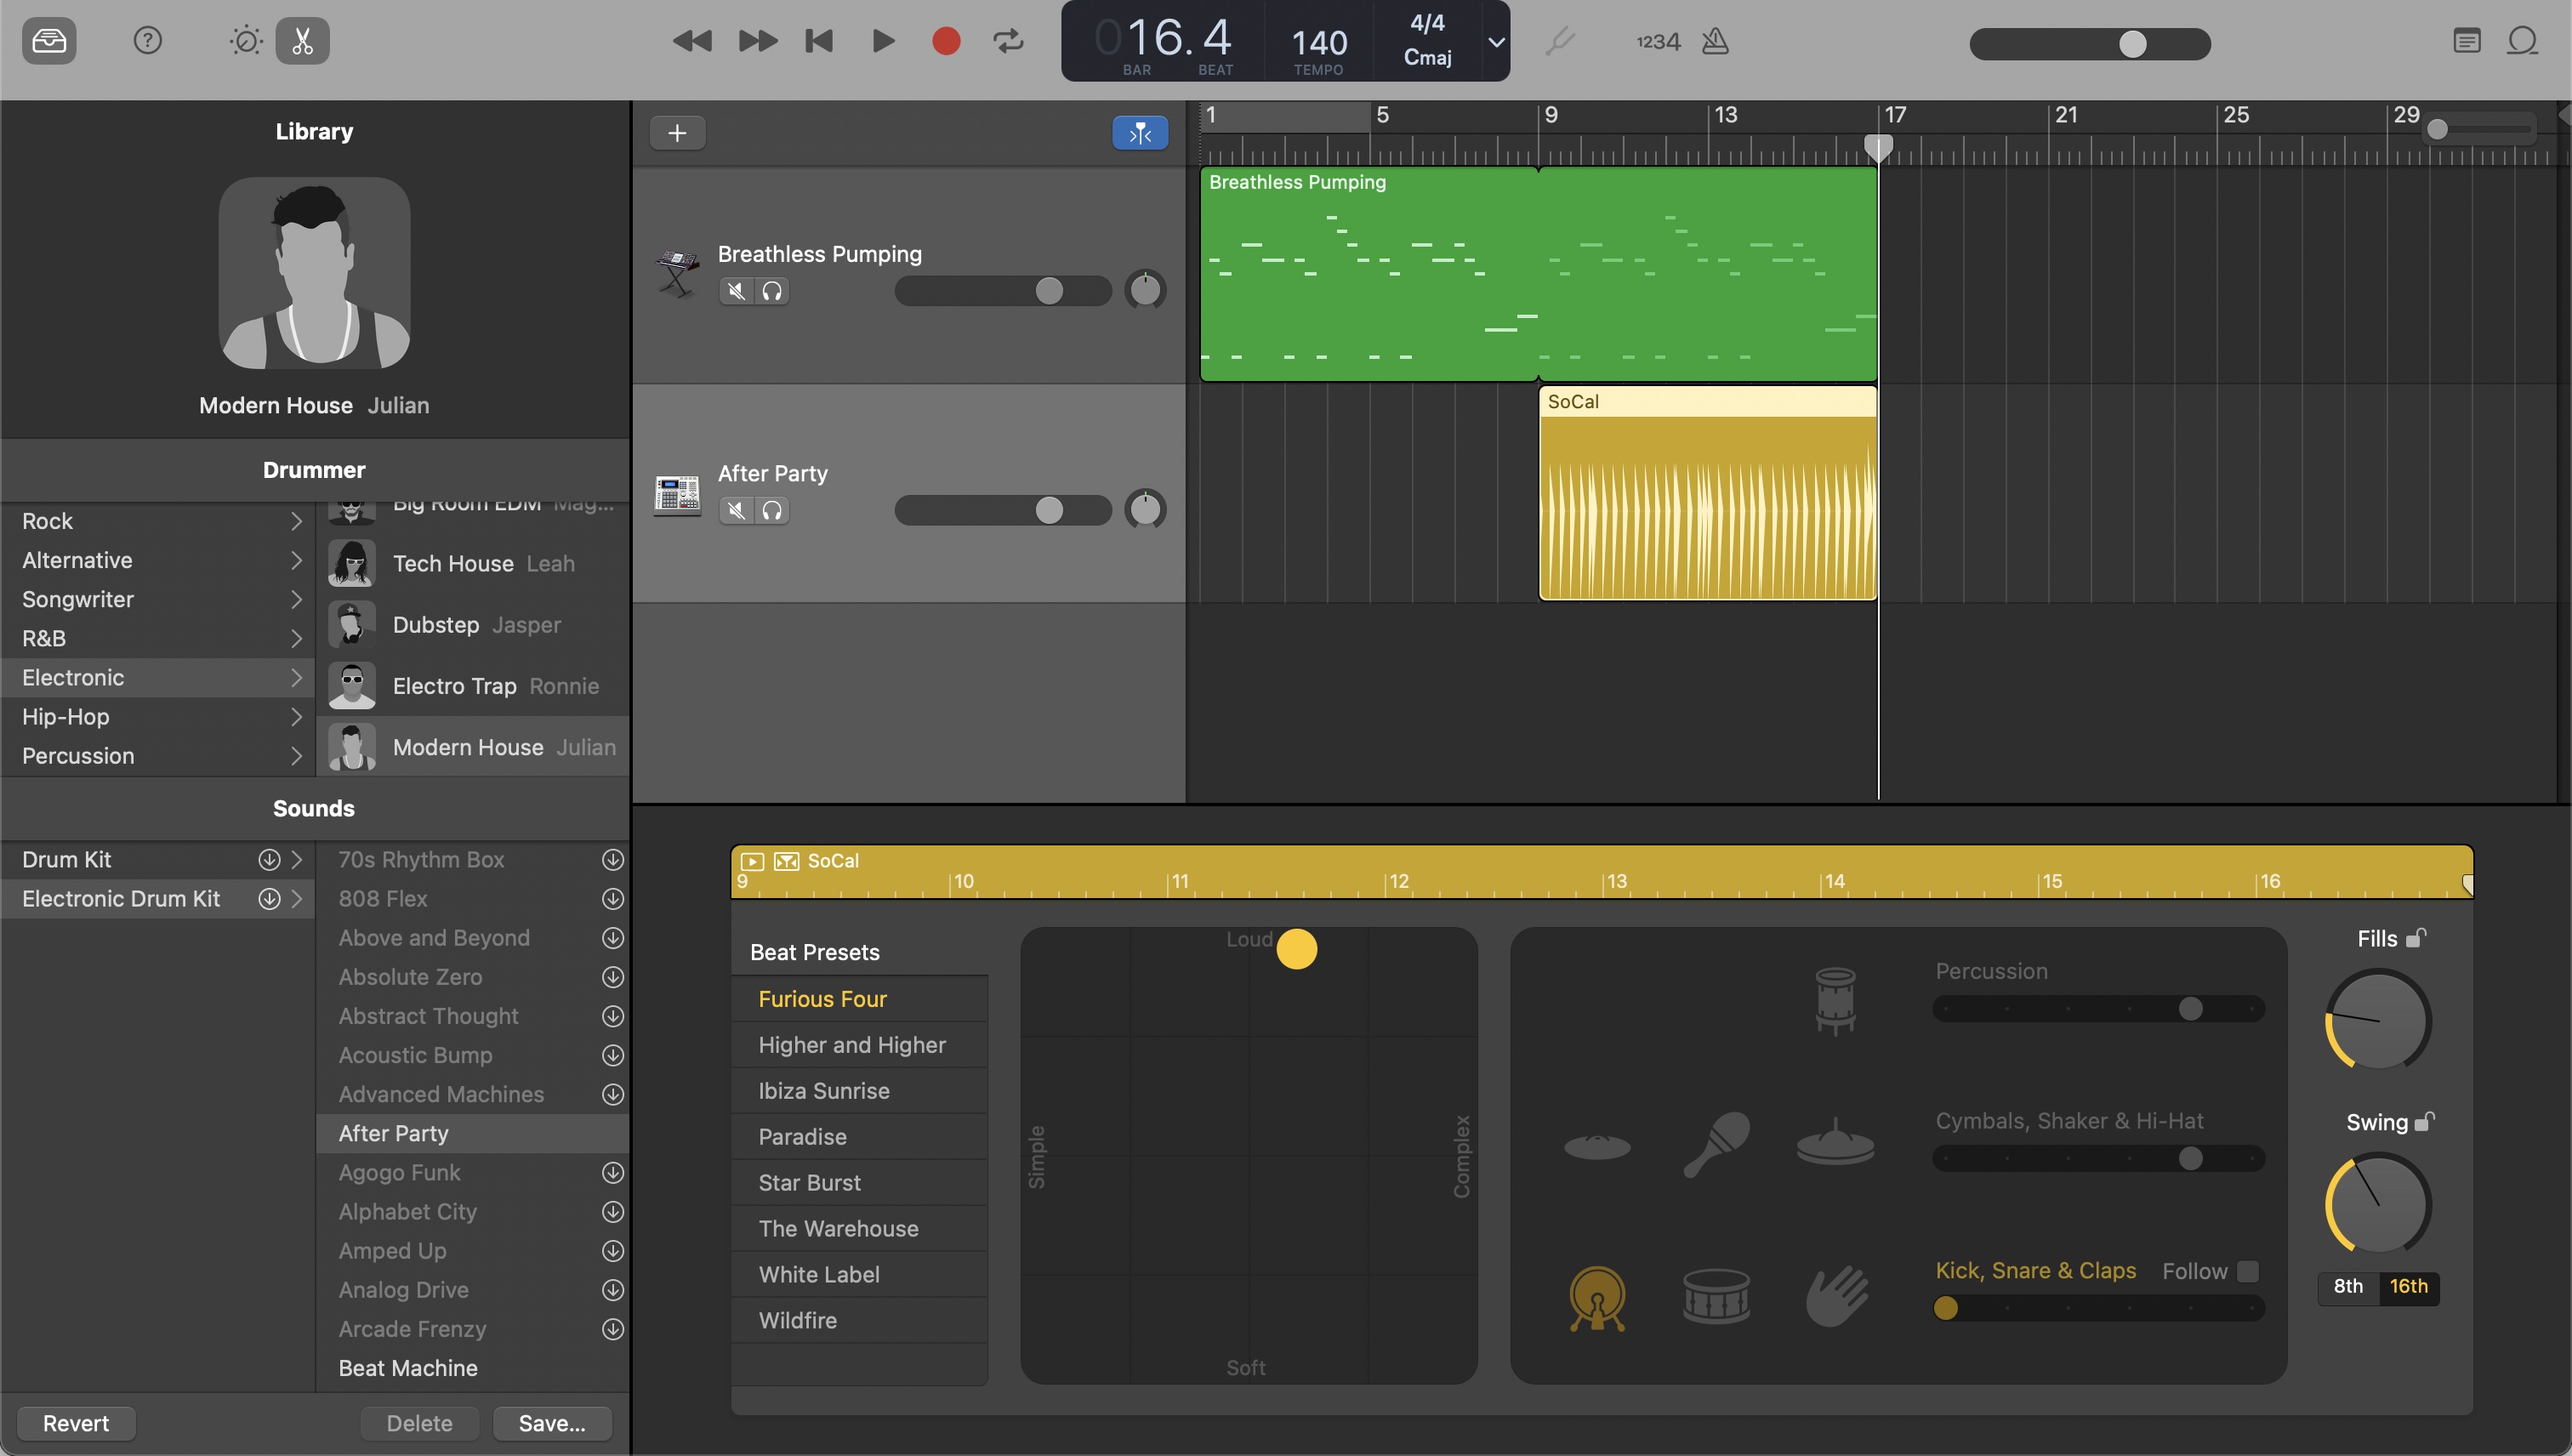 016.4
BAR BEAT
140
TEMPO
4/4
Cmaj
1234
Library
Modern House Julian
Drummer
Rock
Alternative
Songwriter
R&B
Electronic
Hip-Hop
Percussion
Big Room EDM Mag...
Tech House Leah
Dubstep Jasper
Electro Trap Ronnie
Modern House Julian
Sounds
Drum Kit
Electronic Drum Kit
70s Rhythm Box
808 Flex
Above and Beyond
Absolute Zero
Abstract Thought
Acoustic Bump
Advanced Machines
After Party
Agogo Funk
Alphabet City
Amped Up
Analog Drive
Arcade Frenzy
Beat Machine
Revert
Delete
Save...
1 5 9 13 17 21 25 29
Breathless Pumping
Breathless Pumping
After Party
SoCal
SoCal
9 10 11 12 13 14 15 16
Beat Presets
Furious Four
Higher and Higher
Ibiza Sunrise
Paradise
Star Burst
The Warehouse
White Label
Wildfire
Loud
Simple
Complex
Soft
Percussion
Cymbals, Shaker & Hi-Hat
Kick, Snare & Claps Follow
Fills
Swing
8th 16th